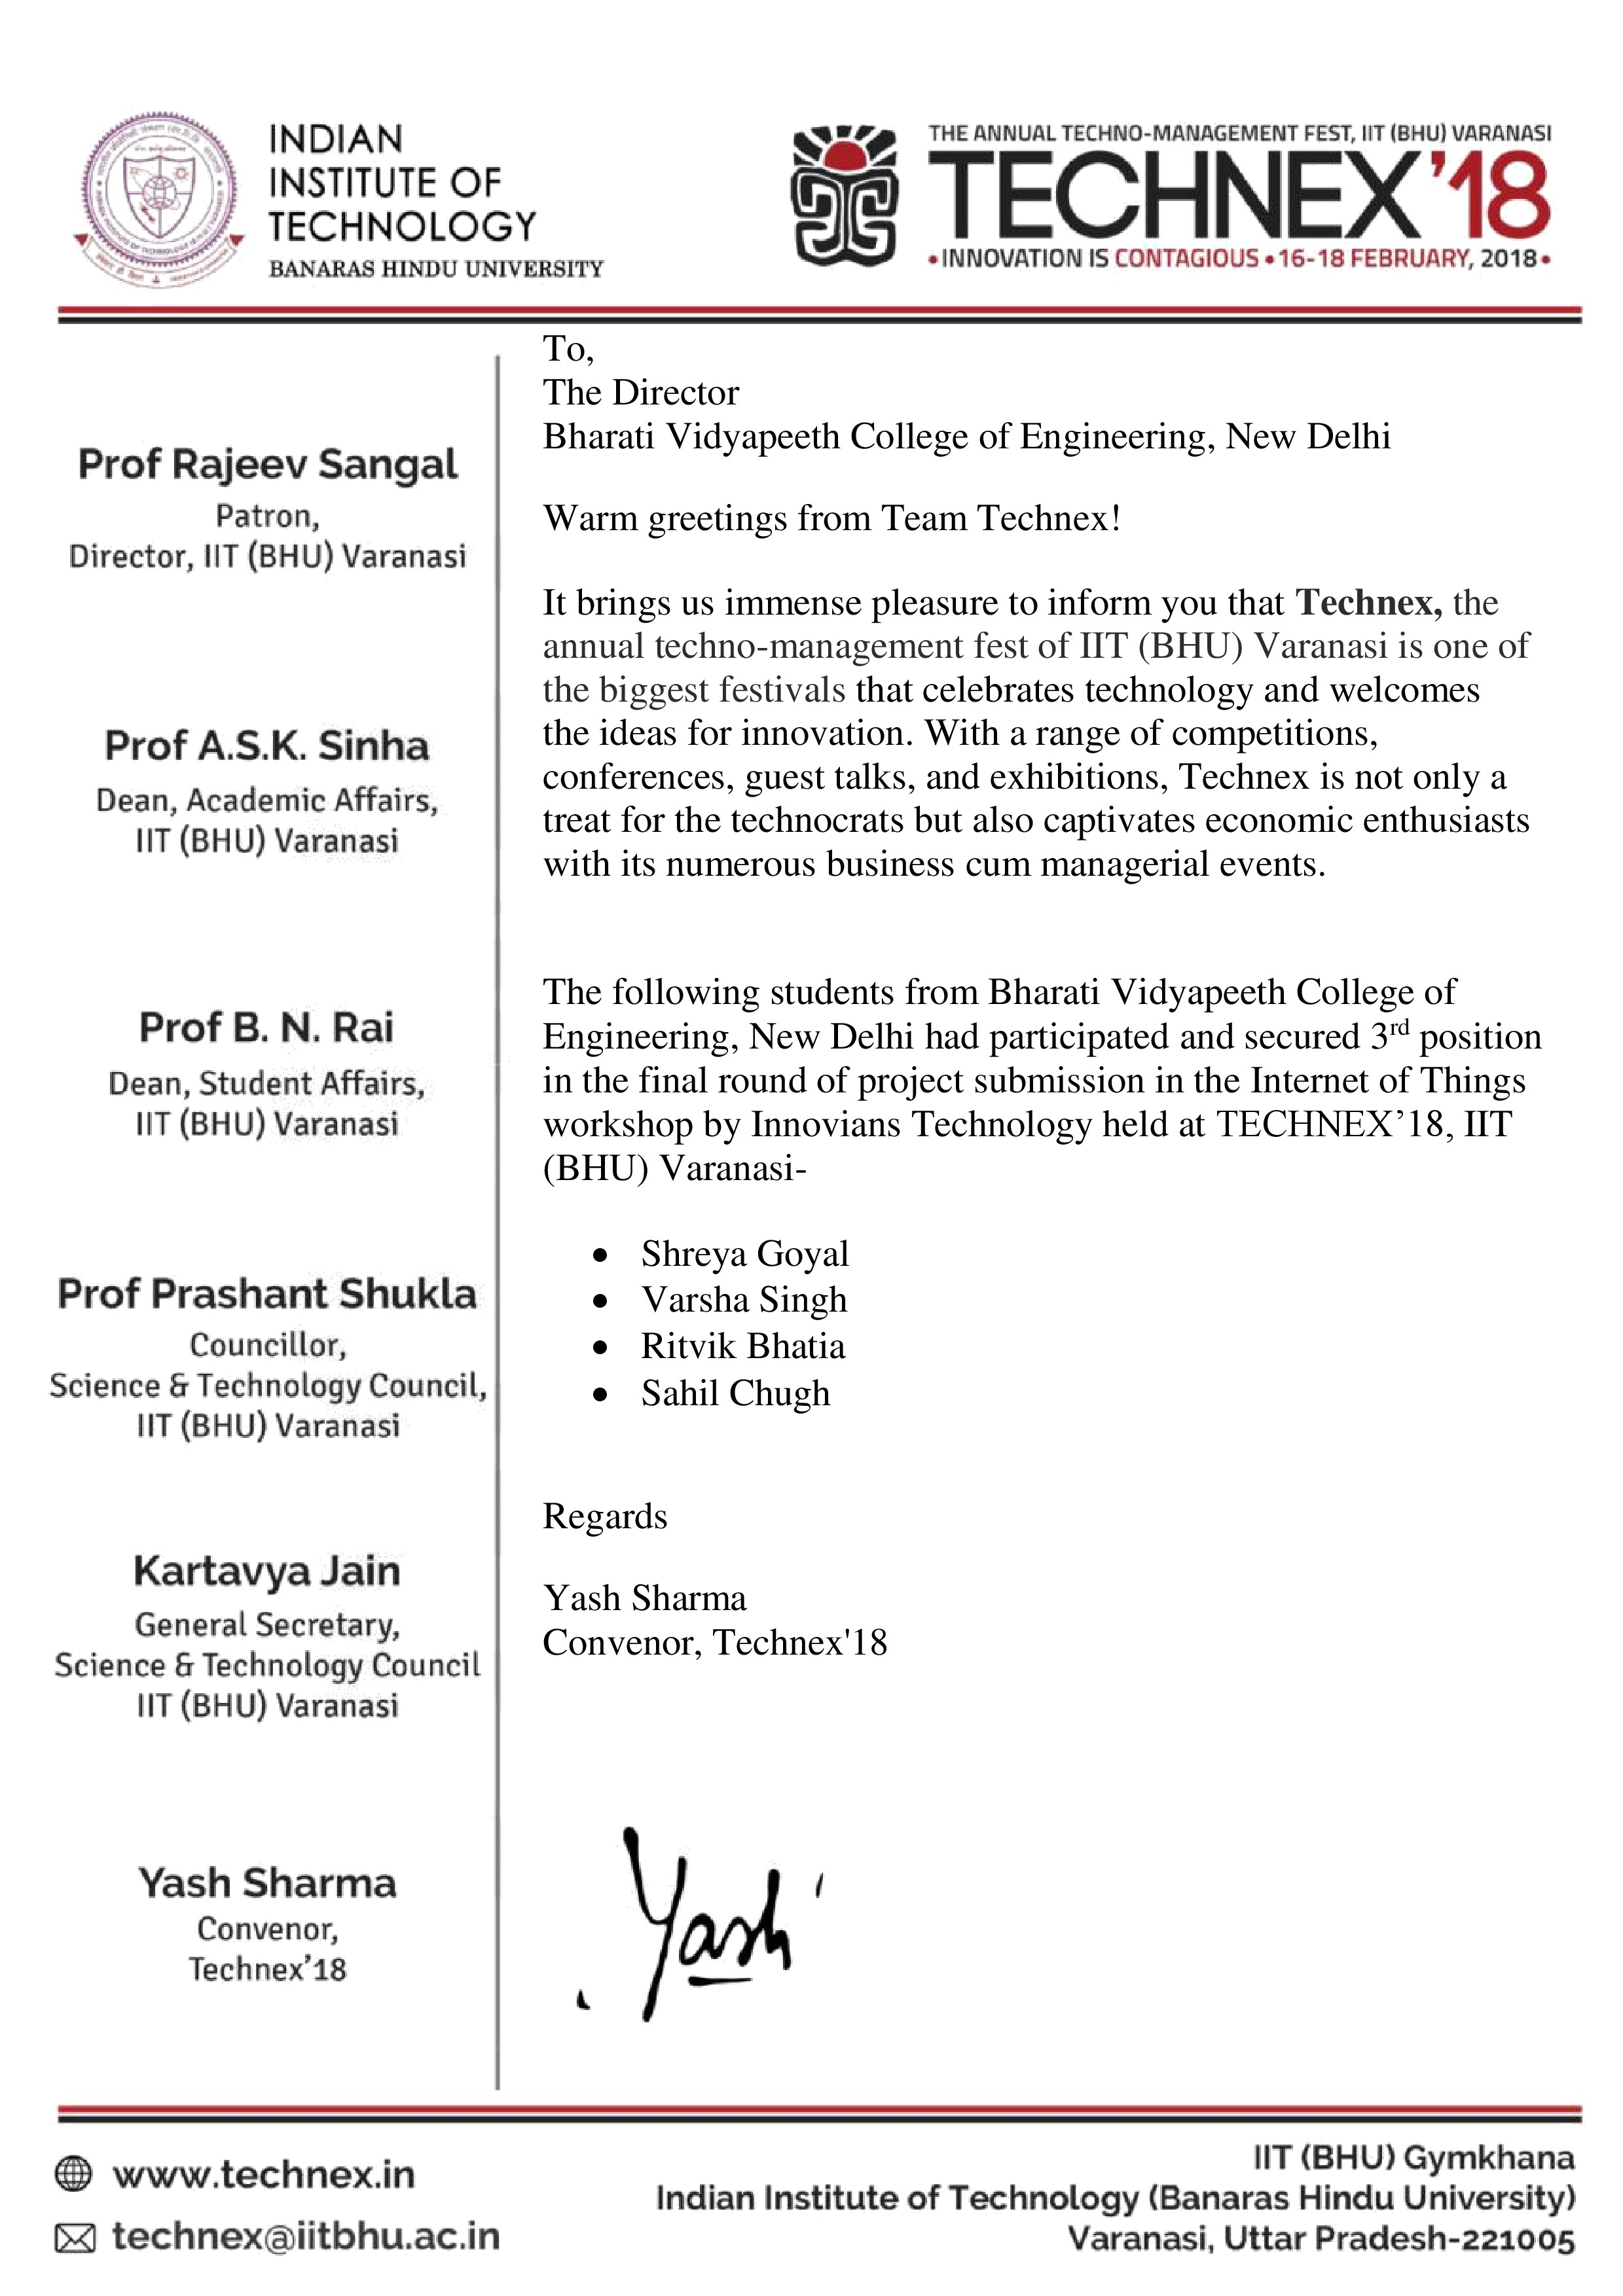 INDIAN
INSTITUTE OF
TECHNOLOGY
BANARAS HINDU UNIVERSITY
THE ANNUAL TECHNO-MANAGEMENT FEST, IIT (BHU) VARANASI
TECHNEX'18
• INNOVATION IS CONTAGIOUS • 16-18 FEBRUARY, 2018 •
Prof Rajeev Sangal
Patron,
Director, IIT (BHU) Varanasi
Prof A.S.K. Sinha
Dean, Academic Affairs,
IIT (BHU) Varanasi
Prof B. N. Rai
Dean, Student Affairs,
IIT (BHU) Varanasi
Prof Prashant Shukla
Councillor,
Science & Technology Council,
IIT (BHU) Varanasi
Kartavya Jain
General Secretary,
Science & Technology Council
IIT (BHU) Varanasi
Yash Sharma
Convenor,
Technex'18
To,
The Director
Bharati Vidyapeeth College of Engineering, New Delhi
Warm greetings from Team Technex!
It brings us immense pleasure to inform you that Technex, the
annual techno-management fest of IIT (BHU) Varanasi is one of
the biggest festivals that celebrates technology and welcomes
the ideas for innovation. With a range of competitions,
conferences, guest talks, and exhibitions, Technex is not only a
treat for the technocrats but also captivates economic enthusiasts
with its numerous business cum managerial events.
The following students from Bharati Vidyapeeth College of
Engineering, New Delhi had participated and secured 3rd position
in the final round of project submission in the Internet of Things
workshop by Innovians Technology held at TECHNEX’18, IIT
(BHU) Varanasi-
• Shreya Goyal
• Varsha Singh
• Ritvik Bhatia
• Sahil Chugh
Regards
Yash Sharma
Convenor, Technex'18
Yash
www.technex.in
technex@iitbhu.ac.in
IIT (BHU) Gymkhana
Indian Institute of Technology (Banaras Hindu University)
Varanasi, Uttar Pradesh-221005